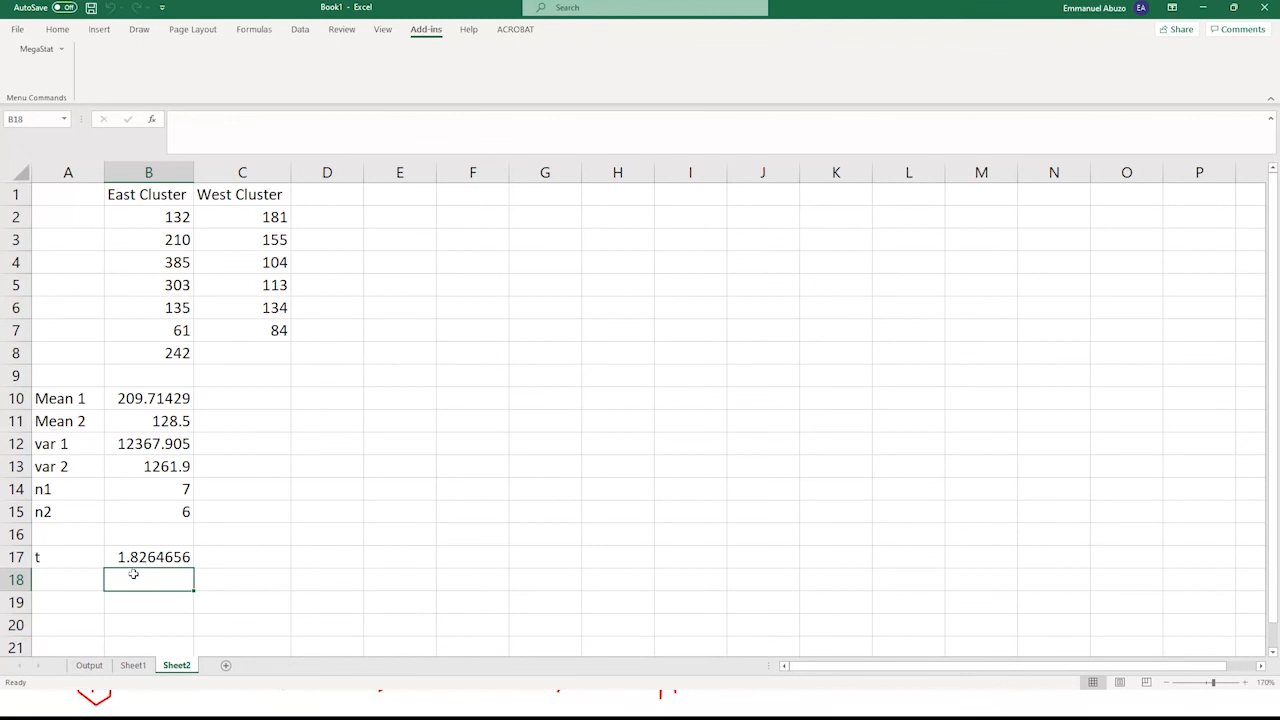 AutoSave Off Book1 - Excel Search Emmanuel Abuzo EA
File Home Insert Draw Page Layout Formulas Data Review View Add-ins Help ACROBAT Share Comments
MegaStat
Menu Commands
B18 fx
A B C D E F G H I J K L M N O P
1 East Cluster West Cluster
2 132 181
3 210 155
4 385 104
5 303 113
6 135 134
7 61 84
8 242
9
10 Mean 1 209.71429
11 Mean 2 128.5
12 var 1 12367.905
13 var 2 1261.9
14 n1 7
15 n2 6
16
17 t 1.8264656
18
19
20
21
Output Sheet1 Sheet2
Ready 170%